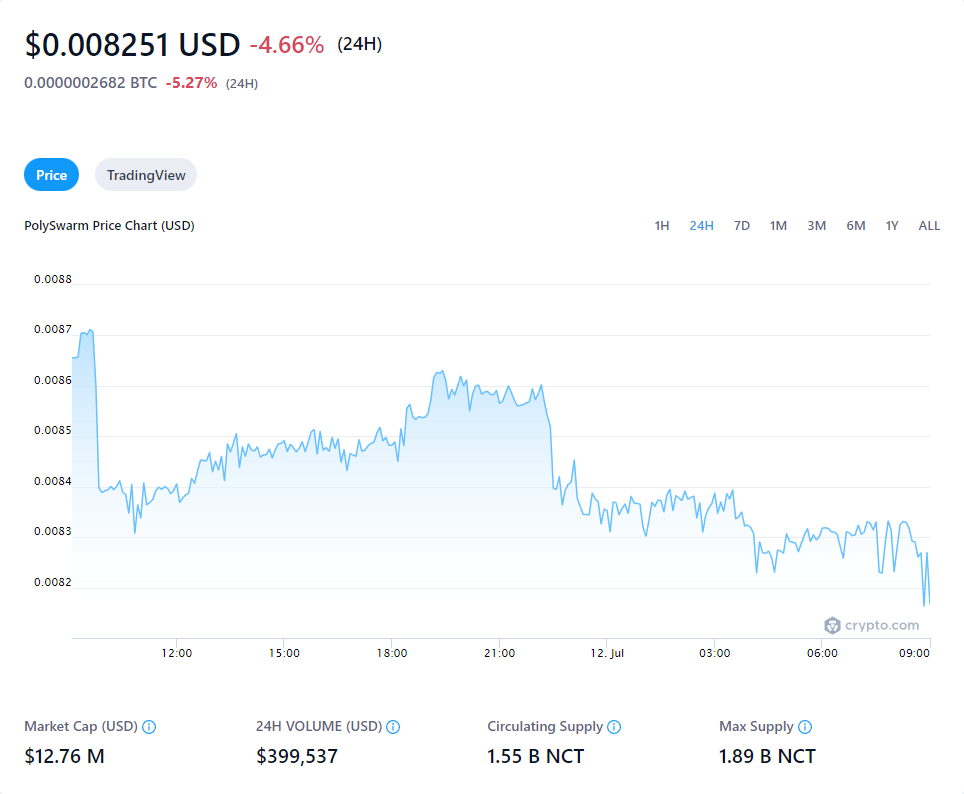 $0.008251 USD -4.66% (24H)
0.0000002682 BTC -5.27% (24H)
Price TradingView
PolySwarm Price Chart (USD) 1H 24H 7D 1M 3M 6M 1Y ALL
0.0088
0.0087
0.0086
0.0085
0.0084
0.0083
0.0082
crypto.com
12:00 15:00 18:00 21:00 12. Jul 03:00 06:00 09:00
Market Cap (USD) 24H VOLUME (USD) Circulating Supply Max Supply
$12.76 M $399,537 1.55 B NCT 1.89 B NCT